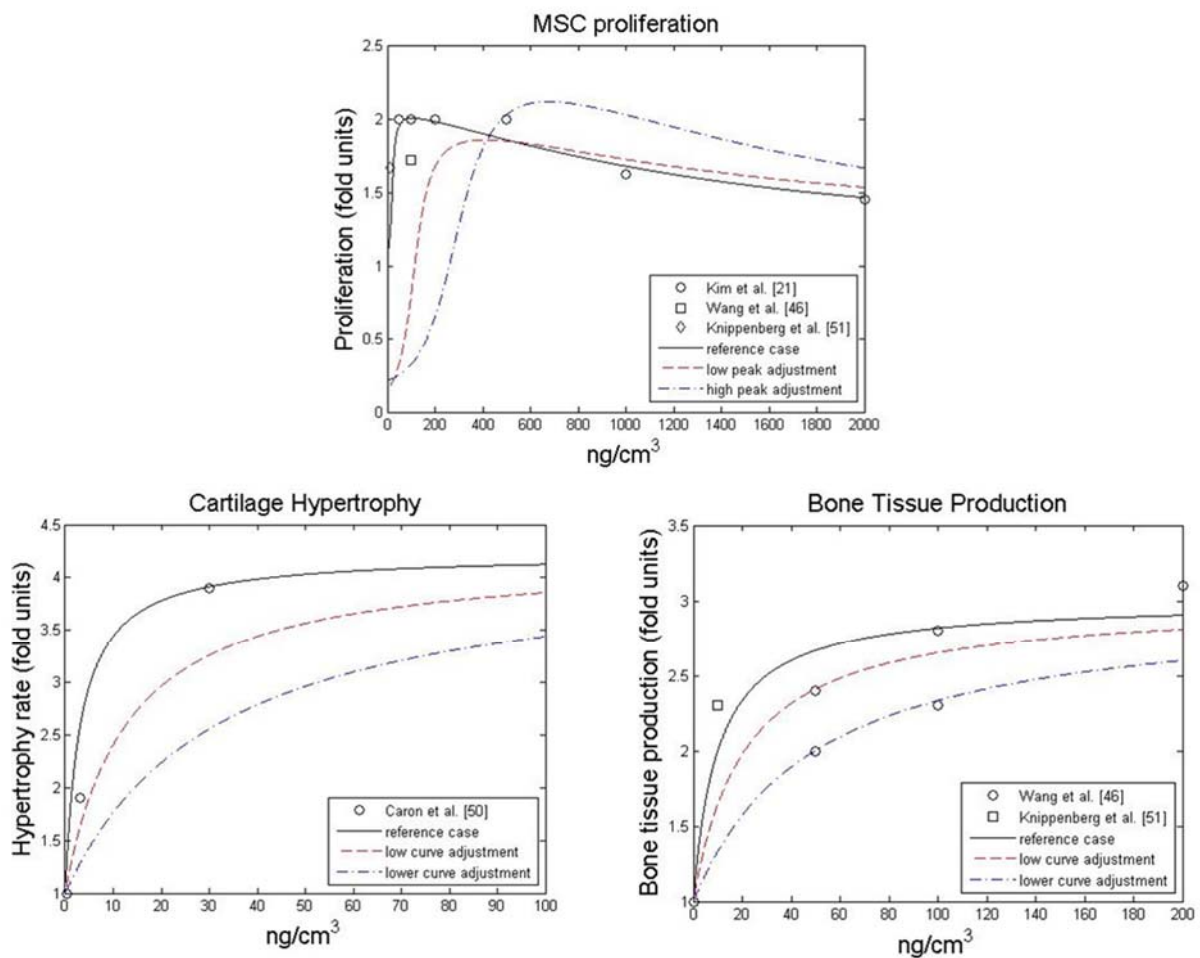 MSC proliferation
Proliferation (fold units)
2.5
2
1.5
1
0.5
0
0 200 400 600 800 1000 1200 1400 1600 1800 2000
ng/cm³
Kim et al. [21]
Wang et al. [46]
Knippenberg et al. [51]
reference case
low peak adjustment
high peak adjustment
Cartilage Hypertrophy
Hypertrophy rate (fold units)
4.5
4
3.5
3
2.5
2
1.5
1
0 10 20 30 40 50 60 70 80 90 100
ng/cm³
Caron et al. [50]
reference case
low curve adjustment
lower curve adjustment
Bone Tissue Production
Bone tissue production (fold units)
3.5
3
2.5
2
1.5
1
0 20 40 60 80 100 120 140 160 180 200
ng/cm³
Wang et al. [46]
Knippenberg et al. [51]
reference case
low curve adjustment
lower curve adjustment